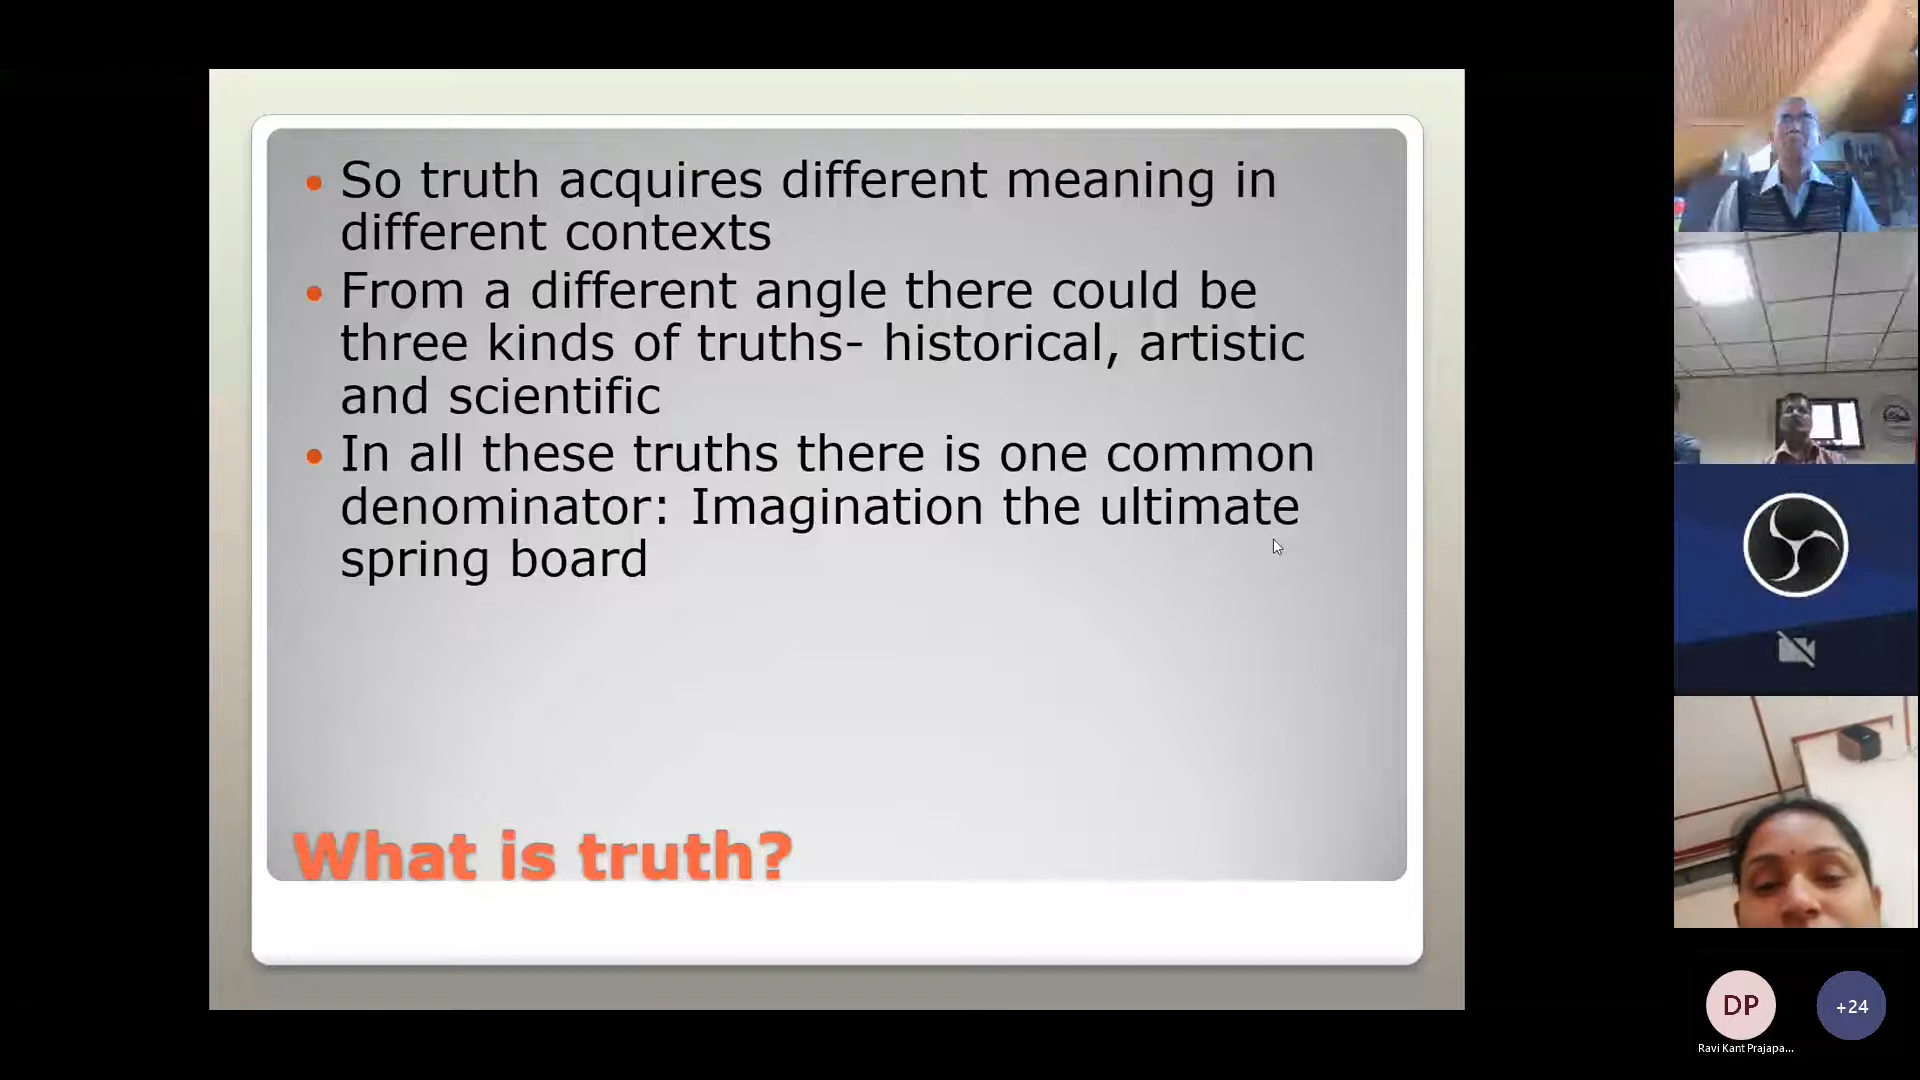 So truth acquires different meaning in
different contexts
From a different angle there could be
three kinds of truths- historical, artistic
and scientific
In all these truths there is one common
denominator: Imagination the ultimate
spring board
What is truth?
DP
+24
Ravi Kant Prajapa...